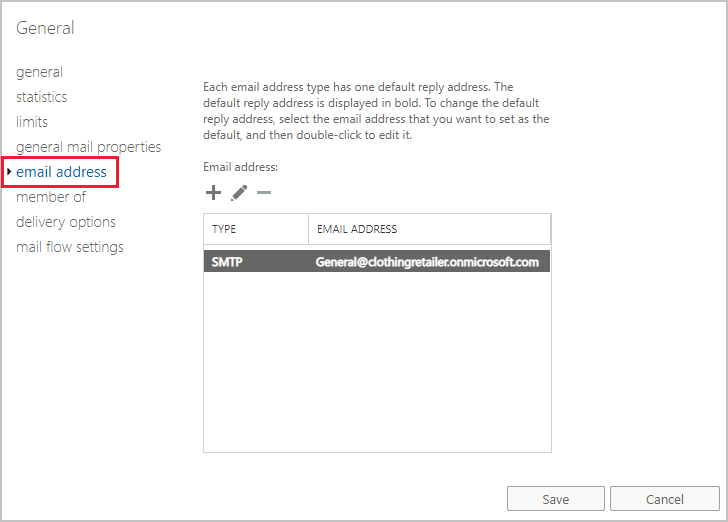 General
general
statistics
limits
general mail properties
email address
member of
delivery options
mail flow settings
Each email address type has one default reply address. The
default reply address is displayed in bold. To change the default
reply address, select the email address that you want to set as the
default, and then double-click to edit it.
Email address:
TYPE EMAIL ADDRESS
SMTP General@clothingretailer.onmicrosoft.com
Save Cancel